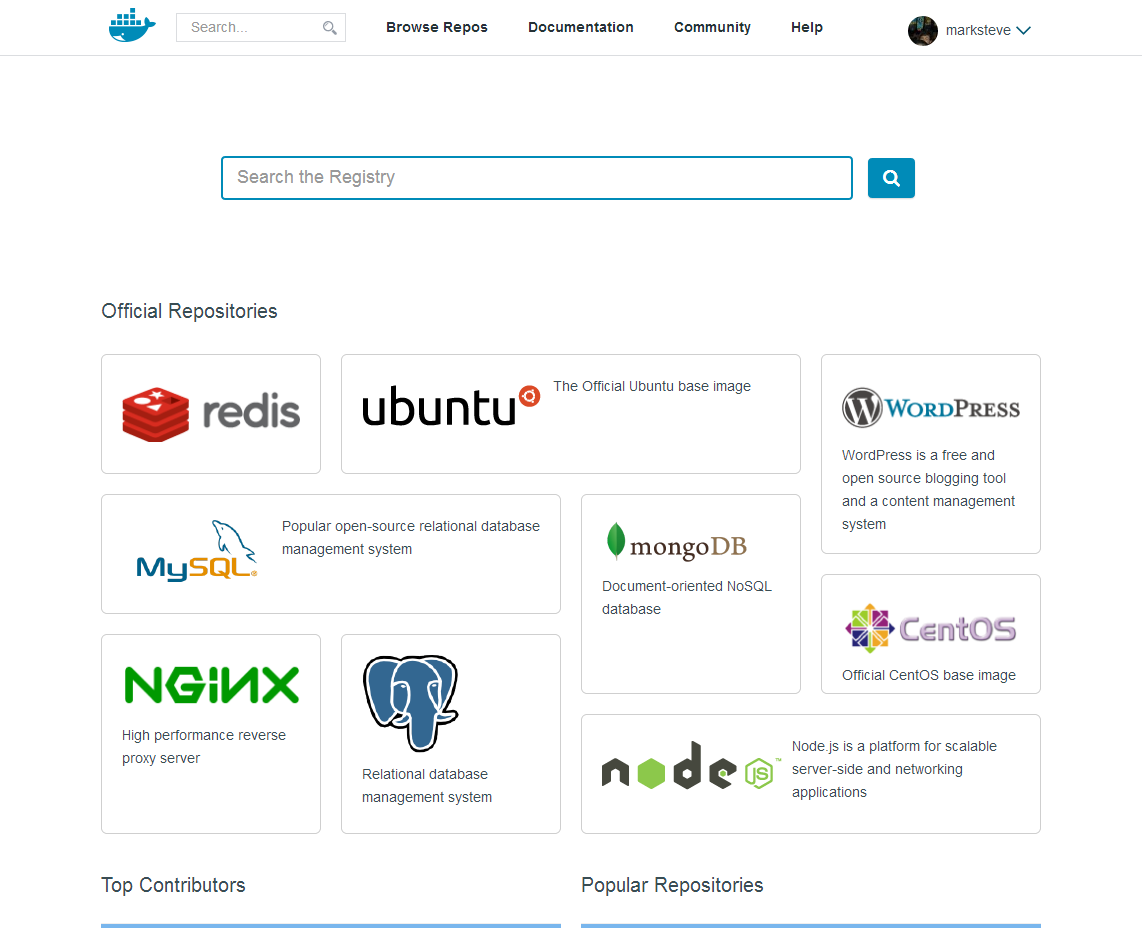 Search...
Browse Repos
Documentation
Community
Help
marksteve
Search the Registry
Official Repositories
redis
ubuntu
The Official Ubuntu base image
WORDPRESS
WordPress is a free and
open source blogging tool
and a content management
system
MySQL®
Popular open-source relational database
management system
mongoDB
Document-oriented NoSQL
database
CentOS
Official CentOS base image
NGINX
High performance reverse
proxy server
Relational database
management system
node JS™
Node.js is a platform for scalable
server-side and networking
applications
Top Contributors
Popular Repositories